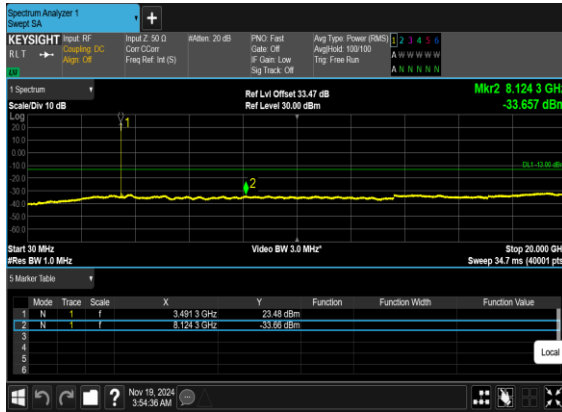 Spectrum Analyzer 1
Swept SA
+
KEYSIGHT
RLT
Input: RF
Coupling: DC
Align: Off
Input Z: 50 Ω
Corr CCorr
Freq Ref: Int (S)
#Atten: 20 dB
PNO: Fast
Gate: Off
IF Gain: Low
Sig Track: Off
Avg Type: Power (RMS)
Avg|Hold: 100/100
Trig: Free Run
1 2 3 4 5 6
A W W W W W
A N N N N N
1 Spectrum
Scale/Div 10 dB
Ref Lvl Offset 33.47 dB
Ref Level 30.00 dBm
Mkr2 8.124 3 GHz
-33.657 dBm
Log
20.0
10.0
0.00
-10.0
-20.0
-30.0
-40.0
-50.0
-60.0
1
2
DL1 -13.00 dBm
Start 30 MHz
#Res BW 1.0 MHz
Video BW 3.0 MHz*
Stop 20.000 GHz
Sweep 34.7 ms (40001 pts)
5 Marker Table
Mode Trace Scale X Y Function Function Width Function Value
1 N 1 f 3.491 3 GHz 23.48 dBm
2 N 1 f 8.124 3 GHz -33.66 dBm
3
4
5
6
Local
?
Nov 19, 2024
3:54:36 AM